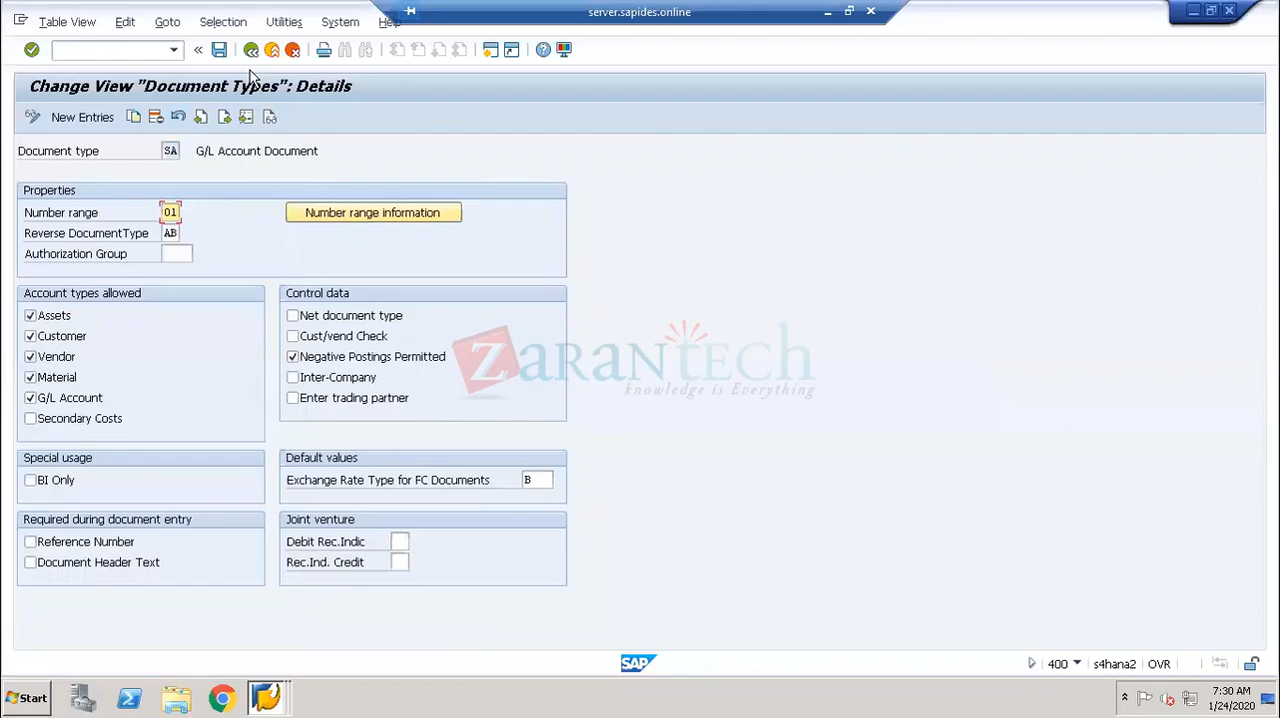 server.sapides.online
Table View Edit Goto Selection Utilities System Help
Change View "Document Types": Details
New Entries
Document type SA G/L Account Document
Properties
Number range 01 Number range information
Reverse DocumentType AB
Authorization Group
Account types allowed Control data
Assets Net document type
Customer Cust/vend Check
Vendor Negative Postings Permitted
Material Inter-Company
G/L Account Enter trading partner
Secondary Costs
ZaranTech
knowledge is Everything
Special usage Default values
BI Only Exchange Rate Type for FC Documents B
Required during document entry Joint venture
Reference Number Debit Rec.Indic
Document Header Text Rec.Ind. Credit
SAP 400 s4hana2 OVR
Start 7:30 AM
1/24/2020